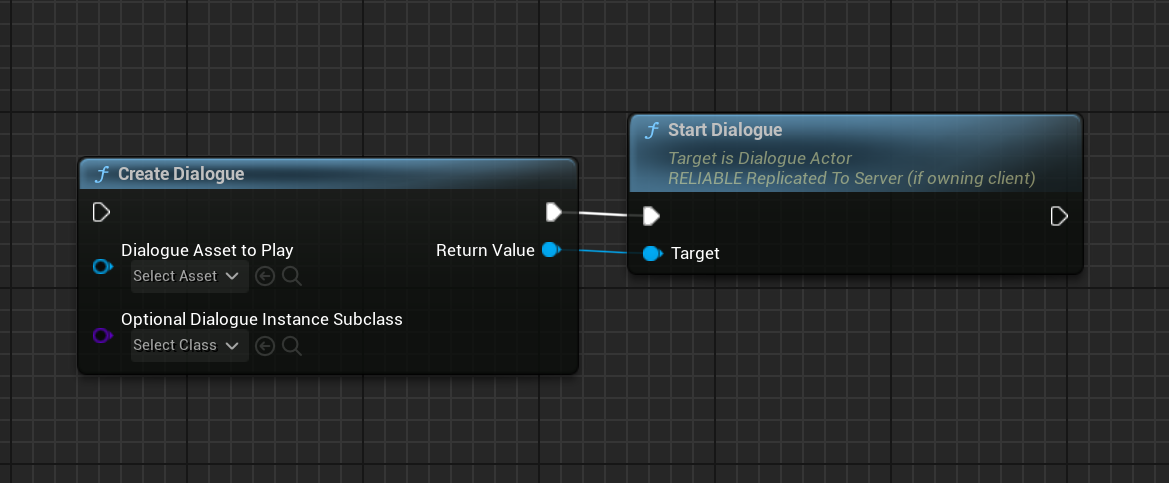 Create Dialogue
Dialogue Asset to Play
Select Asset
Return Value
Optional Dialogue Instance Subclass
Select Class
Start Dialogue
Target is Dialogue Actor
RELIABLE Replicated To Server (if owning client)
Target